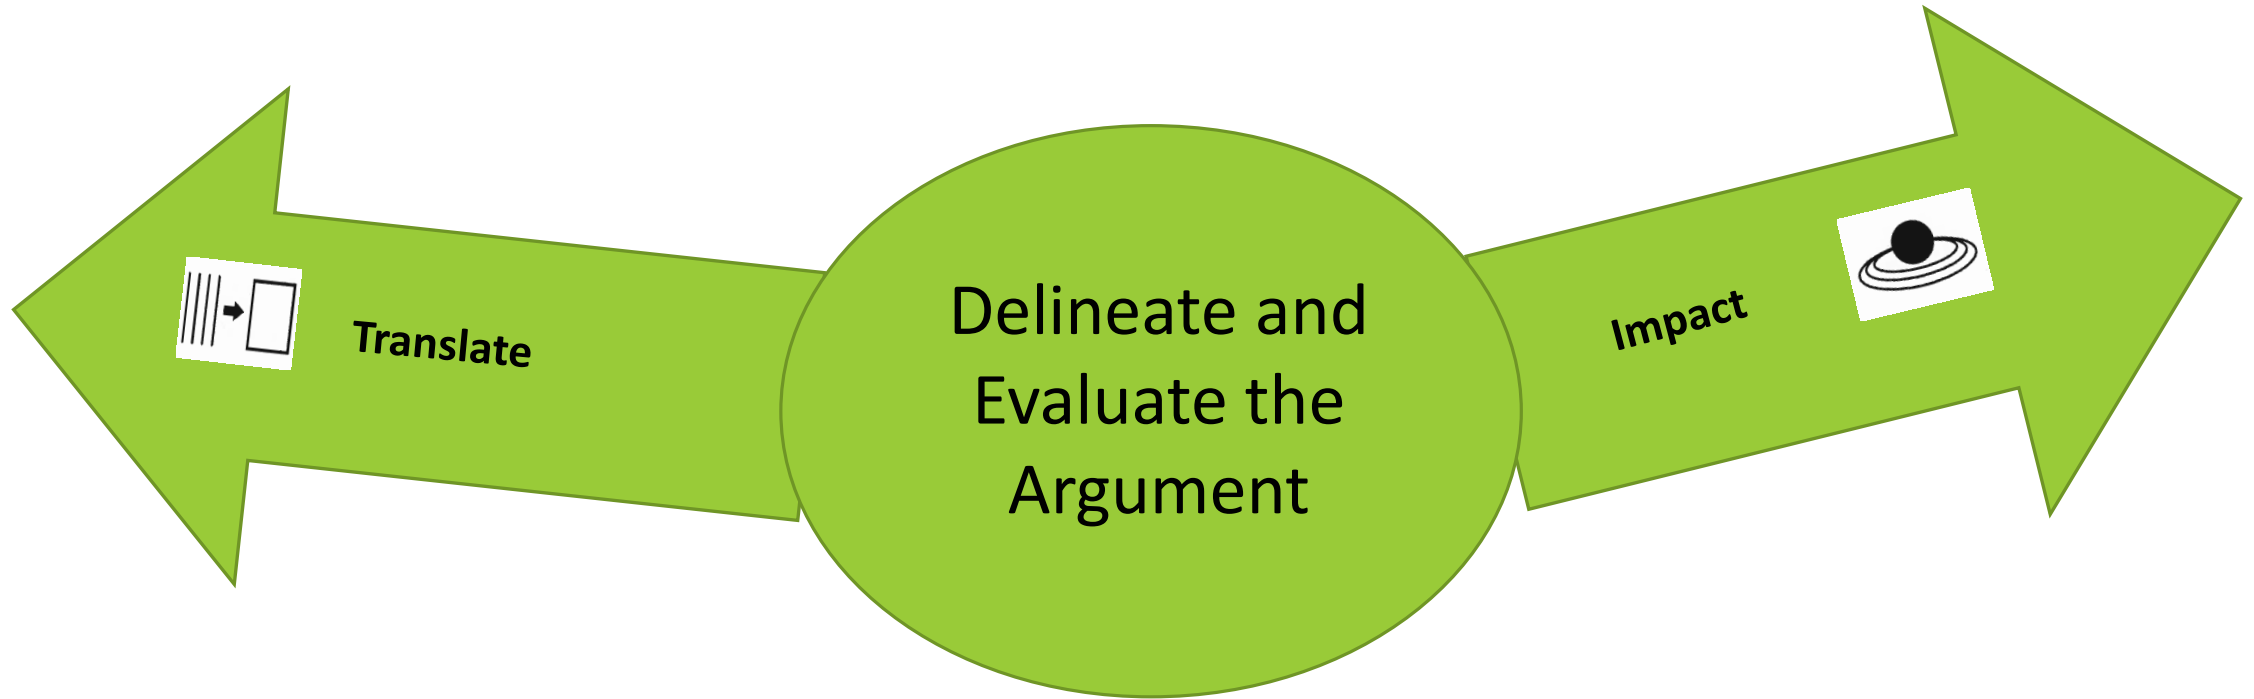 Translate
Delineate and
Evaluate the
Argument
Impact